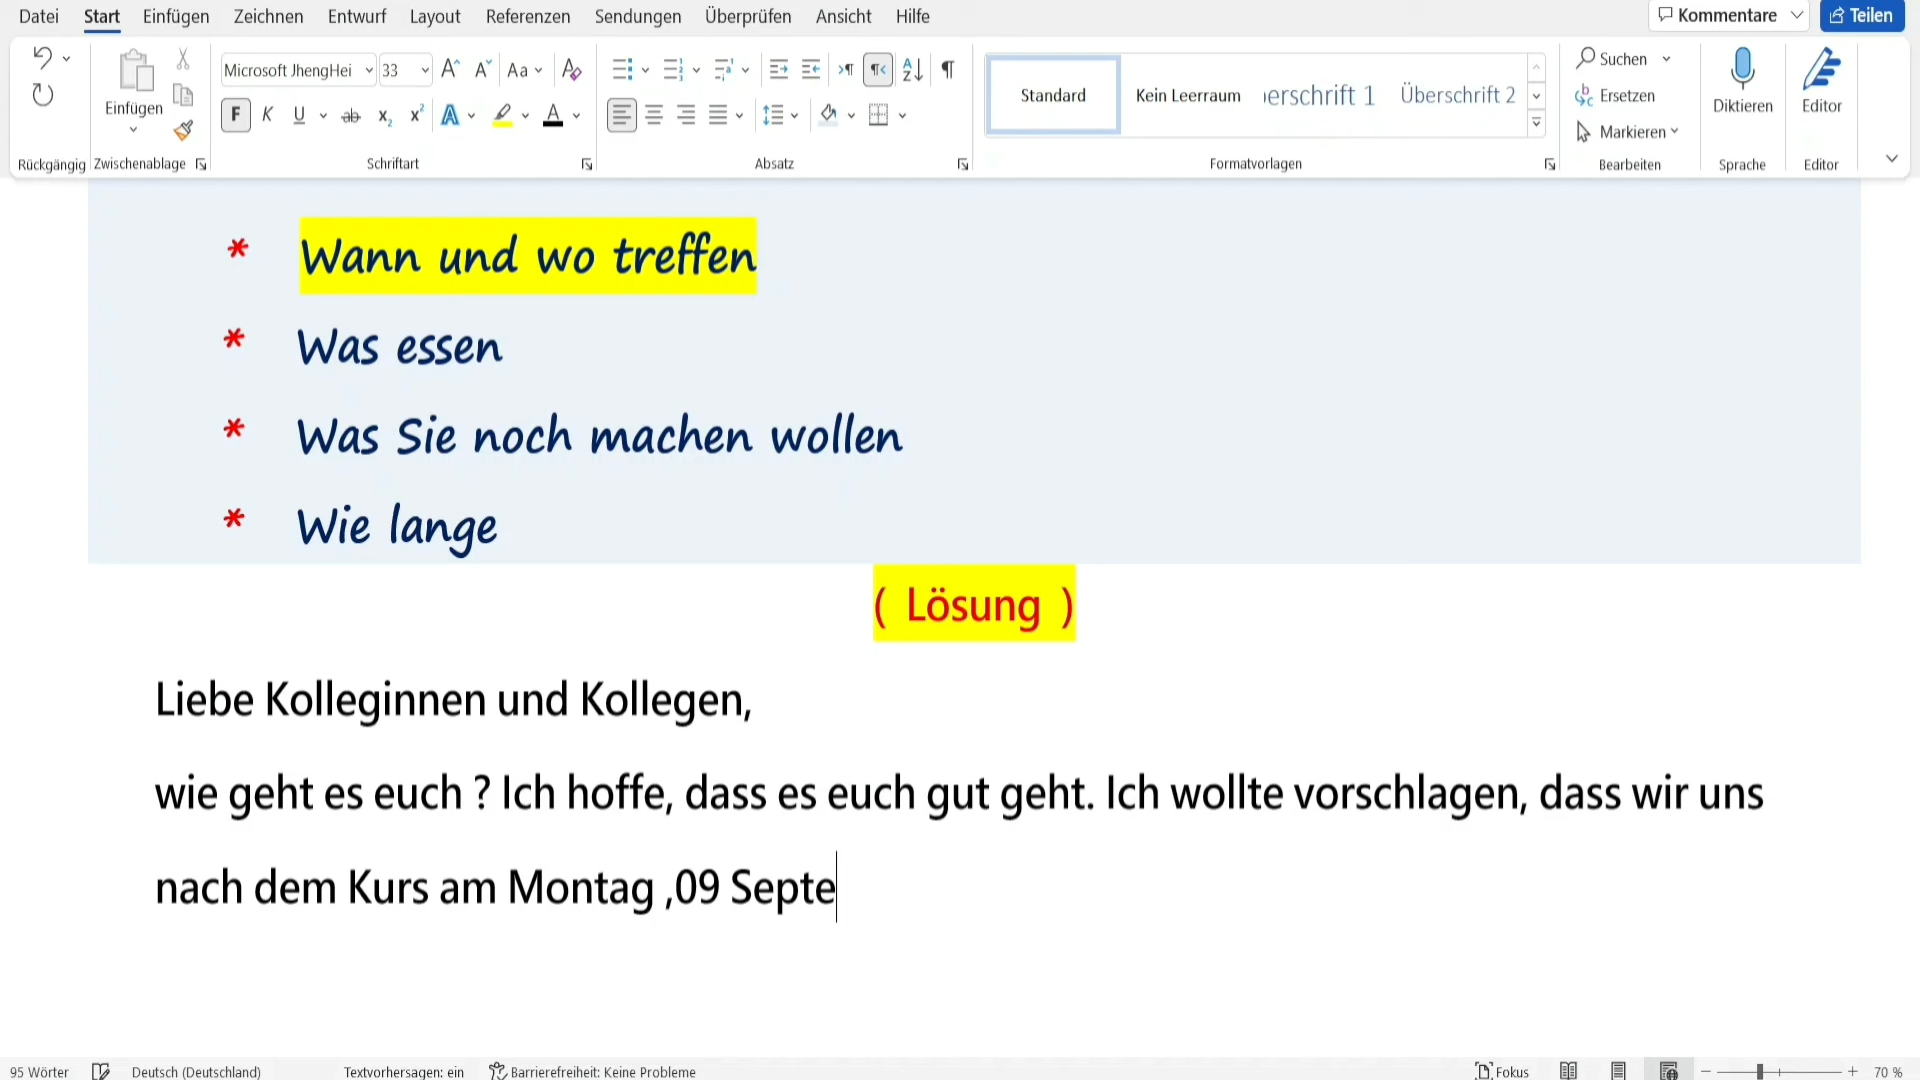 Datei Start Einfügen Zeichnen Entwurf Layout Referenzen Sendungen Überprüfen Ansicht Hilfe Kommentare Teilen
Microsoft JhengHei 33
Einfügen
Standard Kein Leerraum erschrift 1 Überschrift 2
Suchen
Ersetzen
Markieren
Diktieren Editor
Rückgängig Zwischenablage Schriftart Absatz Formatvorlagen Bearbeiten Sprache Editor
* Wann und wo treffen
* Was essen
* Was Sie noch machen wollen
* Wie lange
( Lösung )
Liebe Kolleginnen und Kollegen,
wie geht es euch ? Ich hoffe, dass es euch gut geht. Ich wollte vorschlagen, dass wir uns
nach dem Kurs am Montag ,09 Septe
95 Wörter Deutsch (Deutschland) Textvorhersagen: ein Barrierefreiheit: Keine Probleme Fokus 70 %